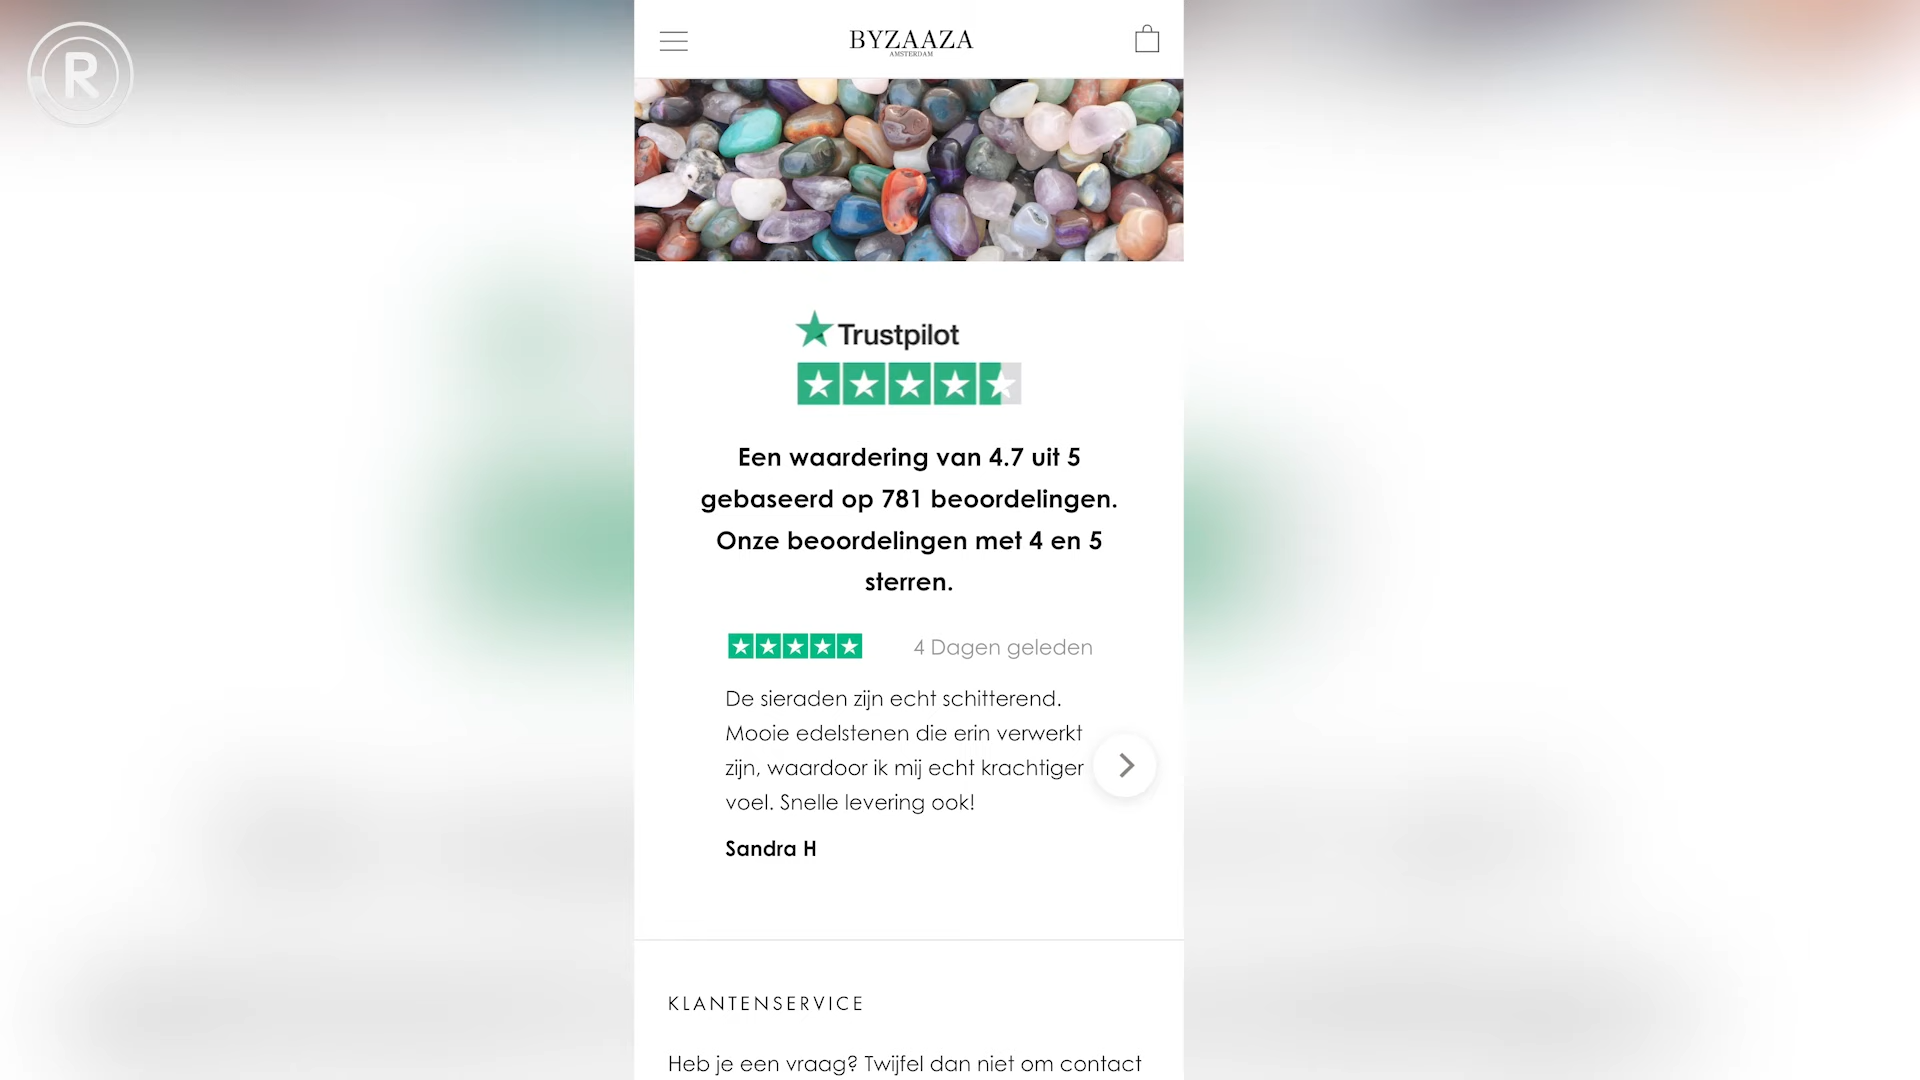 R
BYZAAZA
AMSTERDAM
Trustpilot
Een waardering van 4.7 uit 5
gebaseerd op 781 beoordelingen.
Onze beoordelingen met 4 en 5
sterren.
4 Dagen geleden
De sieraden zijn echt schitterend.
Mooie edelstenen die erin verwerkt
zijn, waardoor ik mij echt krachtiger
voel. Snelle levering ook!
Sandra H
KLANTENSERVICE
Heb je een vraag? Twijfel dan niet om contact